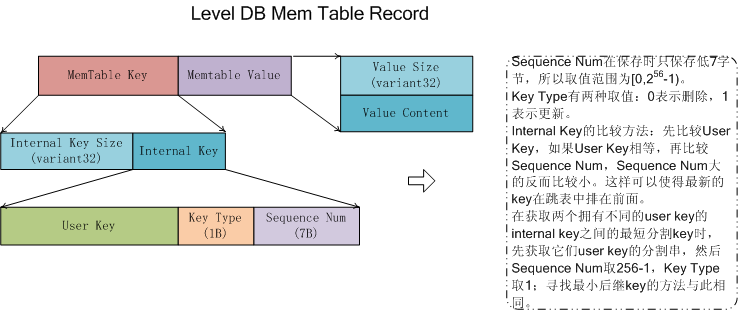 Level DB Mem Table Record
MemTable Key
Memtable Value
Value Size
(variant32)
Value Content
Internal Key Size
(variant32)
Internal Key
User Key
Key Type
(1B)
Sequence Num
(7B)
Sequence Num在保存时只保存低7字
节，所以取值范围为[0,2^56-1)。
Key Type有两种取值：0表示删除，1
表示更新。
Internal Key的比较方法：先比较User
Key，如果User Key相等，再比较
Sequence Num，Sequence Num大
的反而比较小。这样可以使得最新的
key在跳表中排在前面。
在获取两个拥有不同的user key的
internal key之间的最短分割key时，
先获取它们user key的分割串，然后
Sequence Num取256-1，Key Type
取1；寻找最小后继key的方法与此相
同。